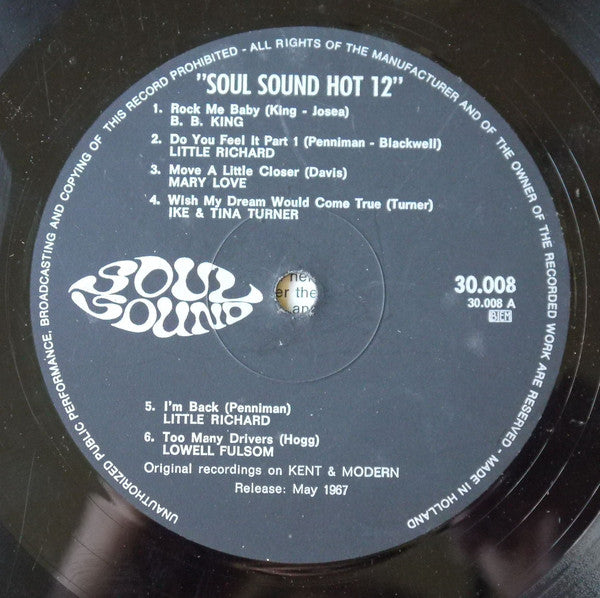 UNAUTHORIZED PUBLIC PERFORMANCE, BROADCASTING AND COPYING OF THIS RECORD PROHIBITED - ALL RIGHTS OF THE MANUFACTURER AND OF THE OWNER OF THE RECORDED WORK ARE RESERVED - MADE IN HOLLAND
"SOUL SOUND HOT 12"
1. Rock Me Baby (King - Josea)
B. B. KING
2. Do You Feel It Part 1 (Penniman - Blackwell)
LITTLE RICHARD
3. Move A Little Closer (Davis)
MARY LOVE
4. Wish My Dream Would Come True (Turner)
IKE & TINA TURNER
SOUL
SOUND
er the
30.008
30.008 A
BIEM
5. I'm Back (Penniman)
LITTLE RICHARD
6. Too Many Drivers (Hogg)
LOWELL FULSOM
Original recordings on KENT & MODERN
Release: May 1967